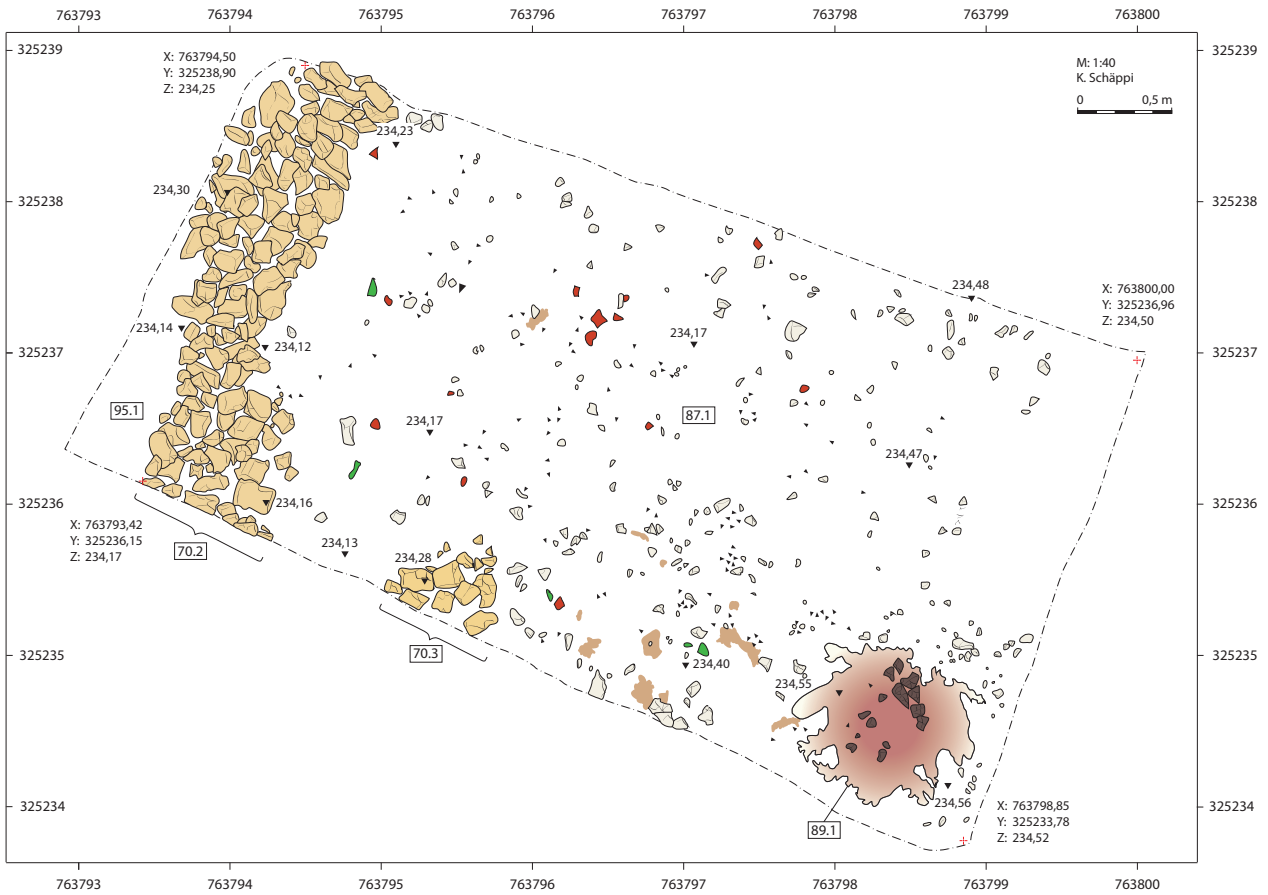 763793 763794 763795 763796 763797 763798 763799 763800
325239 325239
X: 763794,50
Y: 325238,90
Z: 234,25
M: 1:40
K. Schäppi
0 0,5 m
234,23
234,30
325238 325238
234,48
X: 763800,00
Y: 325236,96
Z: 234,50
234,14
234,12
234,17
325237 325237
95.1
87.1
234,17
234,47
325236 325236
234,16
X: 763793,42
Y: 325236,15
Z: 234,17
70.2
234,13
234,28
70.3
325235 325235
234,40
234,55
234,56
325234 325234
X: 763798,85
Y: 325233,78
Z: 234,52
89.1
763793 763794 763795 763796 763797 763798 763799 763800